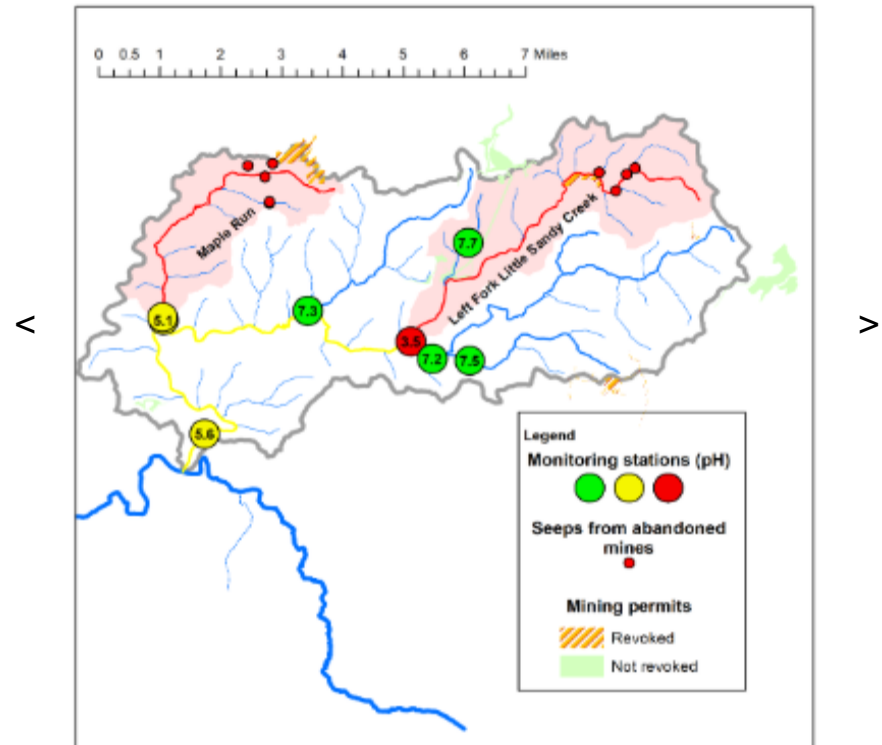 0 0.5 1 2 3 4 5 6 7 Miles
Maple Run
Left Fork Little Sandy Creek
7.7
5.1
7.3
3.5
7.2
7.5
5.6
<
>
Legend
Monitoring stations (pH)
Seeps from abandoned
mines
Mining permits
Revoked
Not revoked